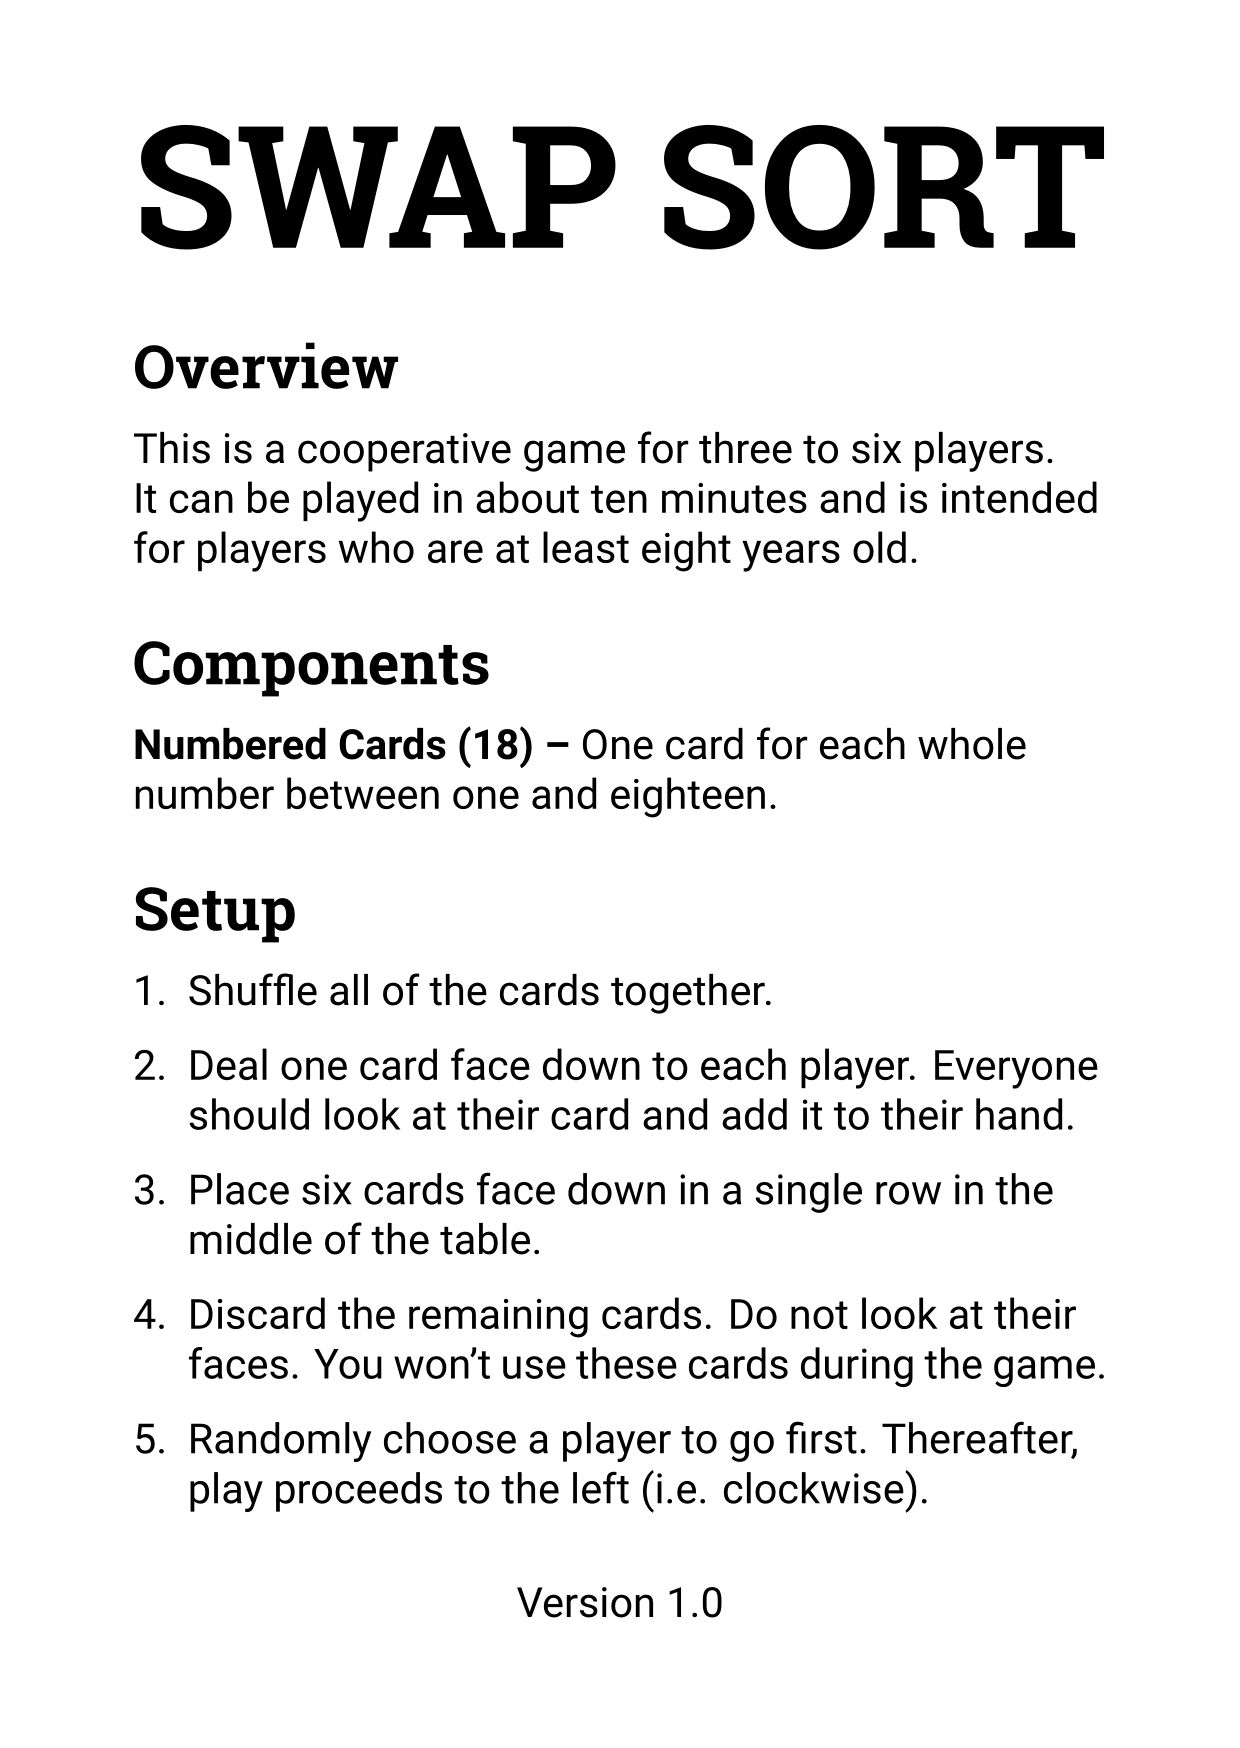 SWAP SORT
Overview
This is a cooperative game for three to six players.
It can be played in about ten minutes and is intended
for players who are at least eight years old.
Components
Numbered Cards (18) – One card for each whole
number between one and eighteen.
Setup
1. Shuffle all of the cards together.
2. Deal one card face down to each player. Everyone
should look at their card and add it to their hand.
3. Place six cards face down in a single row in the
middle of the table.
4. Discard the remaining cards. Do not look at their
faces. You won’t use these cards during the game.
5. Randomly choose a player to go first. Thereafter,
play proceeds to the left (i.e. clockwise).
Version 1.0